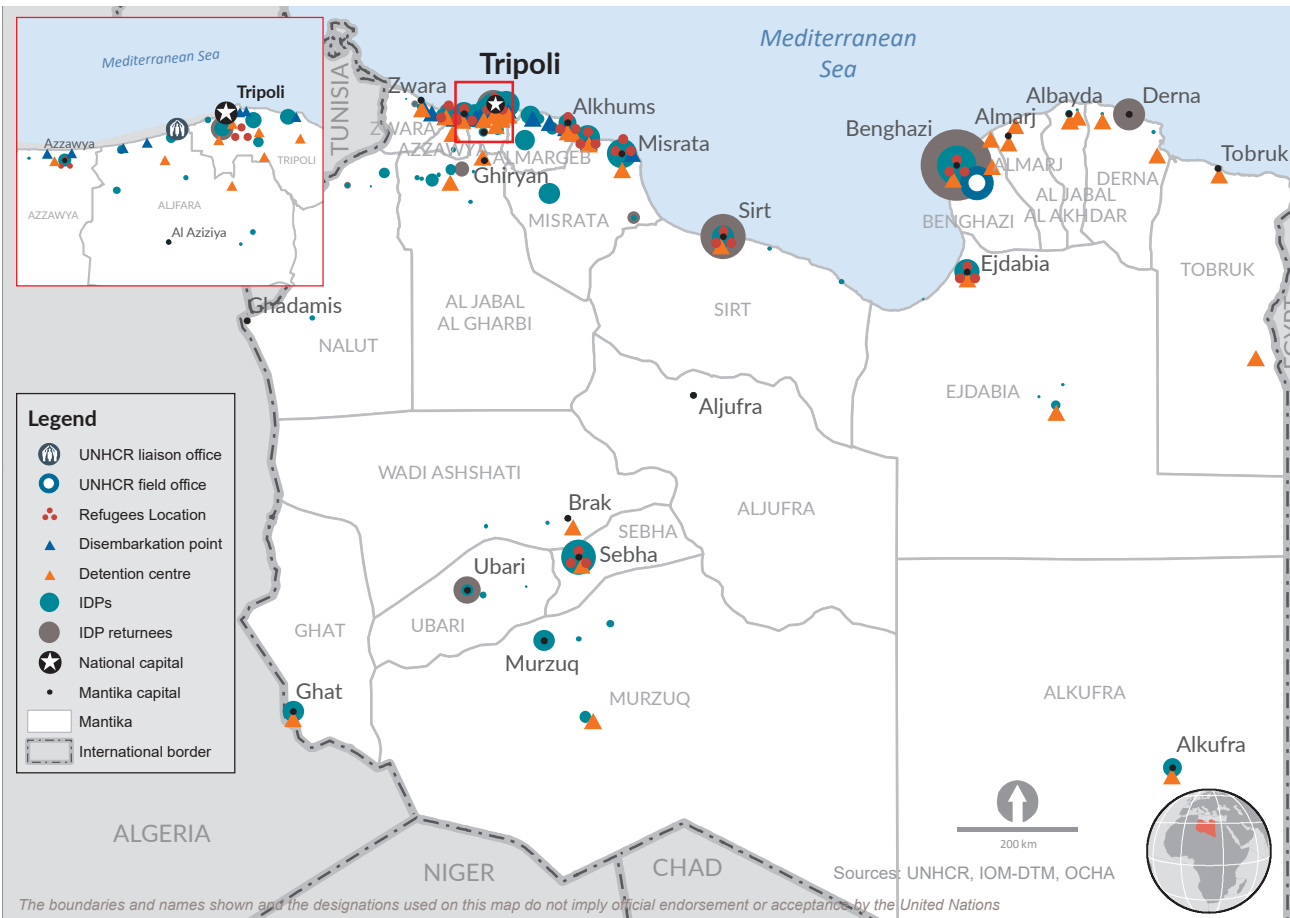 Mediterranean Sea
Tripoli
Azzawya
TRIPOLI
AZZAWYA
ALJFARA
Al Aziziya
TUNISIA
Mediterranean
Sea
Tripoli
Zwara
Alkhums
Misrata
ZWARA
AZZAWYA
ALMARGEB
Ghiryan
MISRATA
Sirt
Benghazi
Almarj
Albayda
Derna
Tobruk
ALMARJ
AL JABAL
AL AKHDAR
DERNA
BENGHAZI
Ejdabia
TOBRUK
EGYPT
Ghadamis
NALUT
AL JABAL
AL GHARBI
SIRT
EJDABIA
Aljufra
WADI ASHSHATI
Brak
SEBHA
Sebha
ALJUFRA
Ubari
UBARI
GHAT
Murzuq
MURZUQ
Ghat
ALKUFRA
Alkufra
Legend
UNHCR liaison office
UNHCR field office
Refugees Location
Disembarkation point
Detention centre
IDPs
IDP returnees
National capital
Mantika capital
Mantika
International border
ALGERIA
NIGER
CHAD
200 km
Sources: UNHCR, IOM-DTM, OCHA
The boundaries and names shown and the designations used on this map do not imply official endorsement or acceptance by the United Nations